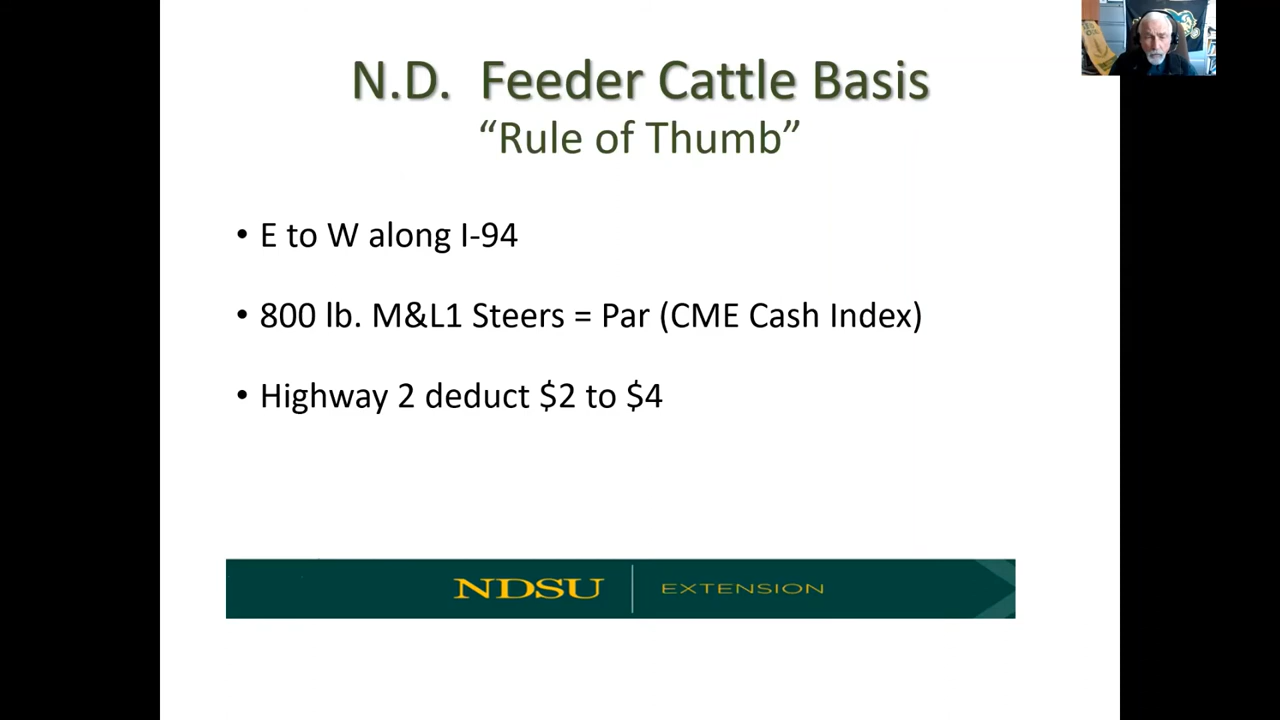 N.D. Feeder Cattle Basis
“Rule of Thumb”
• E to W along I-94
• 800 lb. M&L1 Steers = Par (CME Cash Index)
• Highway 2 deduct $2 to $4
NDSU EXTENSION